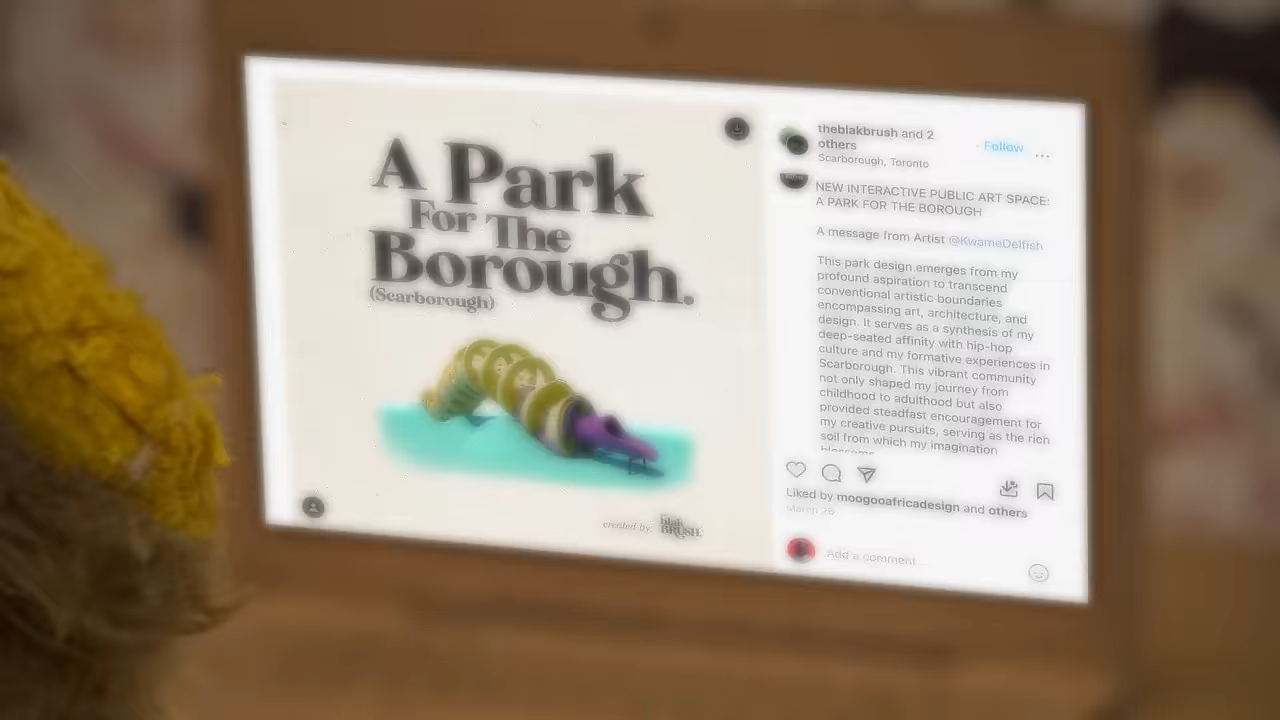 A Park
For The
Borough.
(Scarborough)
created by:
blak
BRUSH.
theblakbrush and 2
others
Follow
Scarborough, Toronto
NEW INTERACTIVE PUBLIC ART SPACE:
A PARK FOR THE BOROUGH
A message from Artist @KwameDelfish
This park design emerges from my
profound aspiration to transcend
conventional artistic boundaries
encompassing art, architecture, and
design. It serves as a synthesis of my
deep-seated affinity with hip-hop
culture and my formative experiences in
Scarborough. This vibrant community
not only shaped my journey from
childhood to adulthood but also
provided steadfast encouragement for
my creative pursuits, serving as the rich
soil from which my imagination
Liked by moogooafricadesign and others
March 26
Add a comment...